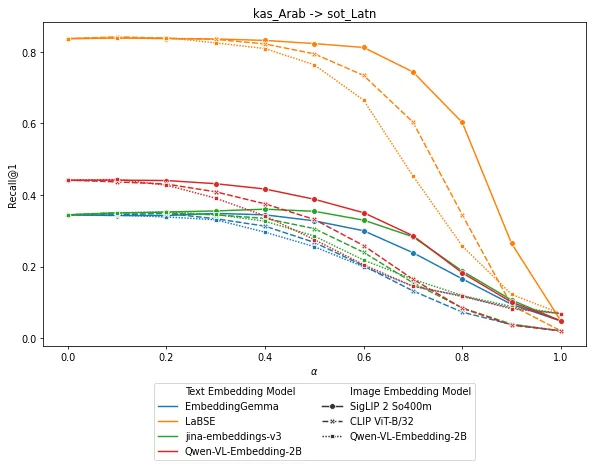 kas_Arab -> sot_Latn
0.8
0.6
0.4
0.2
0.0
Recall@1
0.0 0.2 0.4 0.6 0.8 1.0
α
Text Embedding Model
EmbeddingGemma
LaBSE
jina-embeddings-v3
Qwen-VL-Embedding-2B
Image Embedding Model
SigLIP 2 So400m
CLIP ViT-B/32
Qwen-VL-Embedding-2B